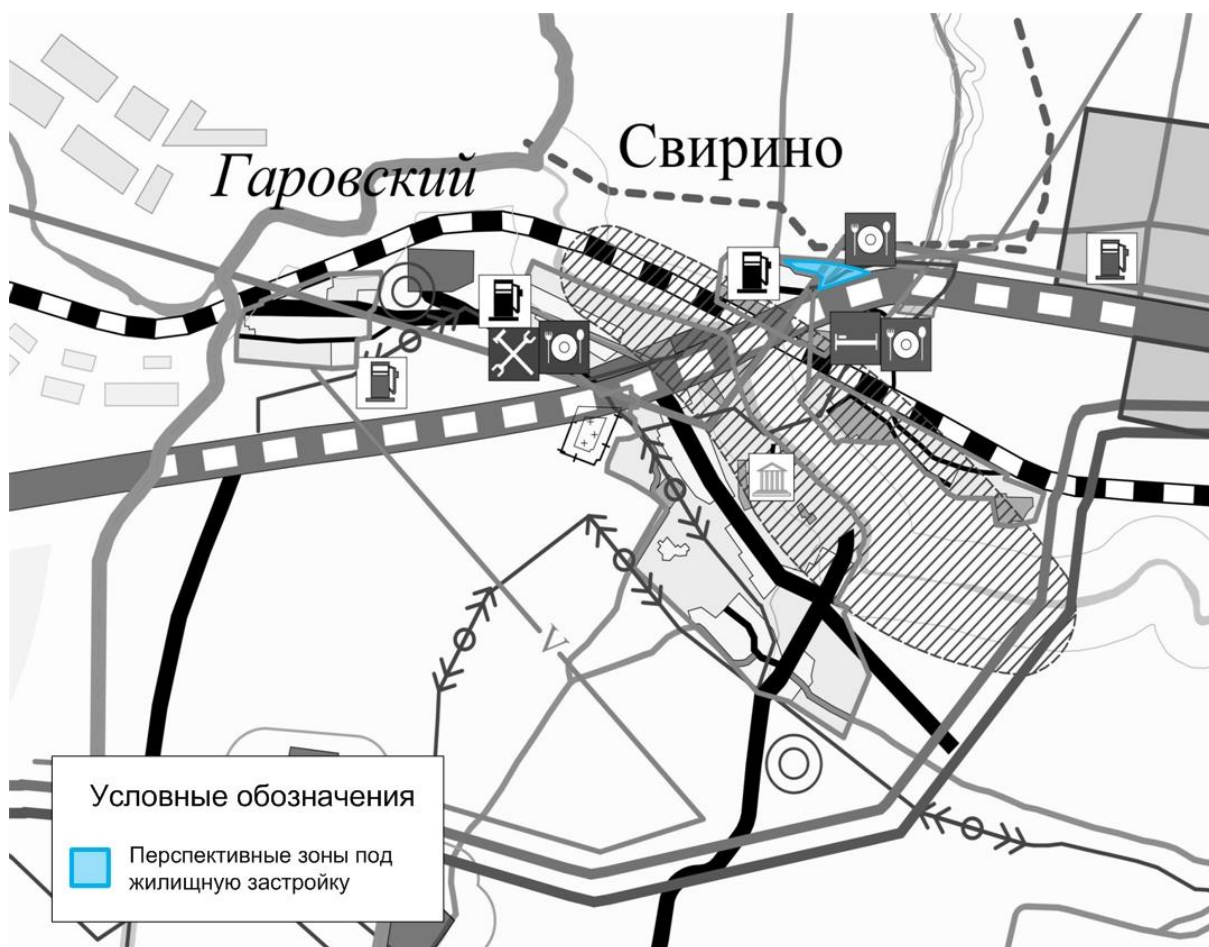 Свирино
Гаровский
V
Условные обозначения
Перспективные зоны под
жилищную застройку